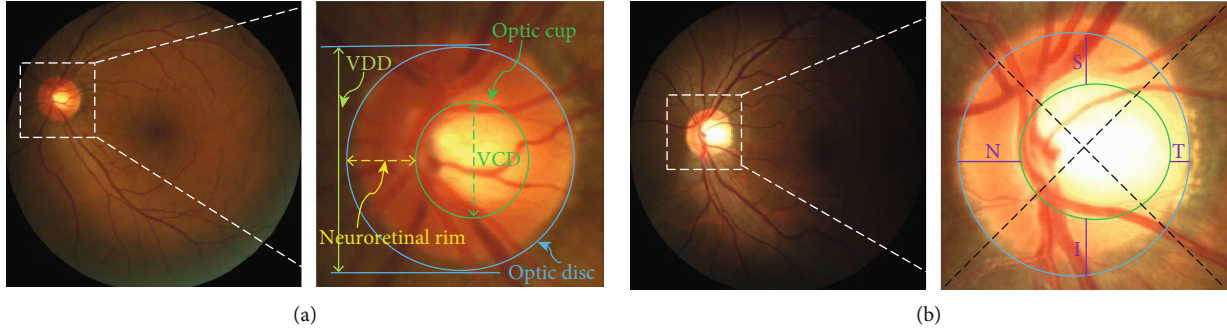 Optic cup
VDD
VCD
Neuroretinal rim
Optic disc
S
N
T
I
(a)
(b)